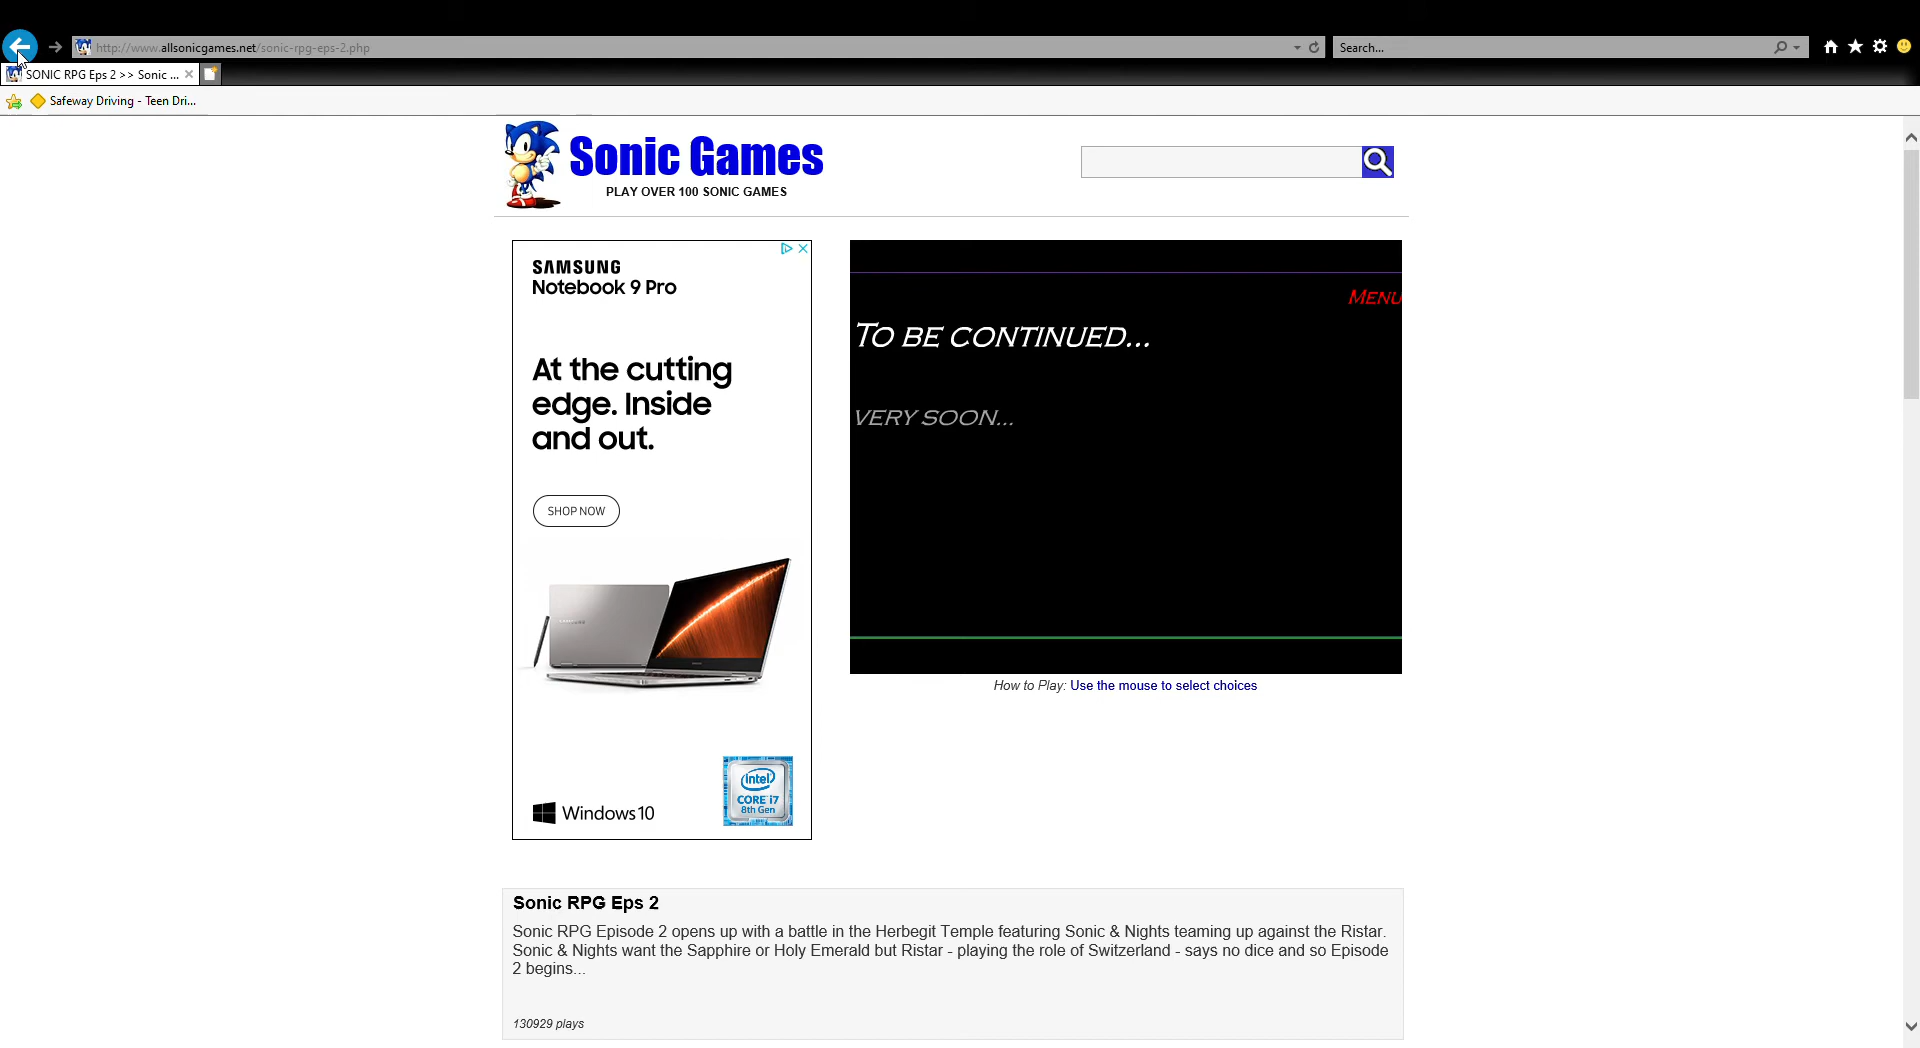 http://www.allsonicgames.net/sonic-rpg-eps-2.php
Search...
SONIC RPG Eps 2 >> Sonic ...
Safeway Driving - Teen Dri...
Sonic Games
PLAY OVER 100 SONIC GAMES
SAMSUNG
Notebook 9 Pro
At the cutting
edge. Inside
and out.
SHOP NOW
Windows 10
intel
CORE i7
8th Gen
MENU
TO BE CONTINUED...
VERY SOON...
How to Play: Use the mouse to select choices
Sonic RPG Eps 2
Sonic RPG Episode 2 opens up with a battle in the Herbegit Temple featuring Sonic & Nights teaming up against the Ristar.
Sonic & Nights want the Sapphire or Holy Emerald but Ristar - playing the role of Switzerland - says no dice and so Episode
2 begins...
130929 plays